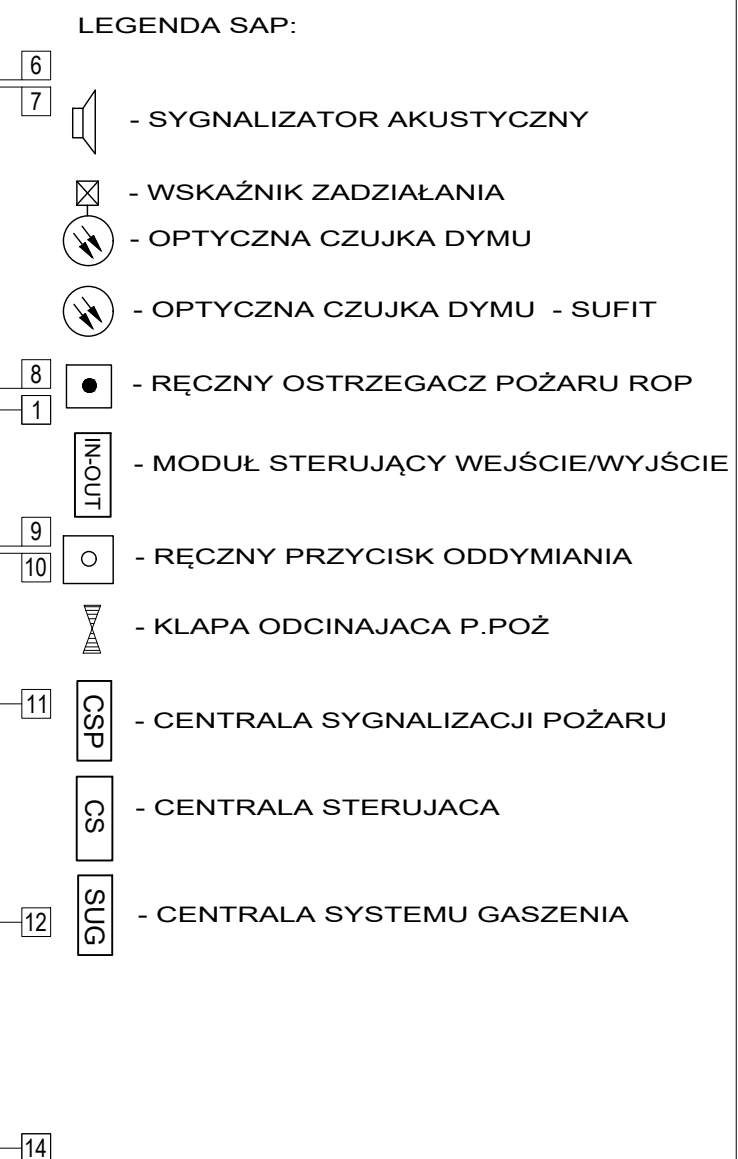 LEGENDA SAP:
6
7
- SYGNALIZATOR AKUSTYCZNY
- WSKAŹNIK ZADZIAŁANIA
- OPTYCZNA CZUJKA DYMU
- OPTYCZNA CZUJKA DYMU - SUFIT
8
1
- RĘCZNY OSTRZEGACZ POŻARU ROP
IN-OUT
- MODUŁ STERUJĄCY WEJŚCIE/WYJŚCIE
9
10
- RĘCZNY PRZYCISK ODDYMIANIA
- KLAPA ODCINAJACA P.POŻ
11
CSP
- CENTRALA SYGNALIZACJI POŻARU
CS
- CENTRALA STERUJACA
12
SUG
- CENTRALA SYSTEMU GASZENIA
14